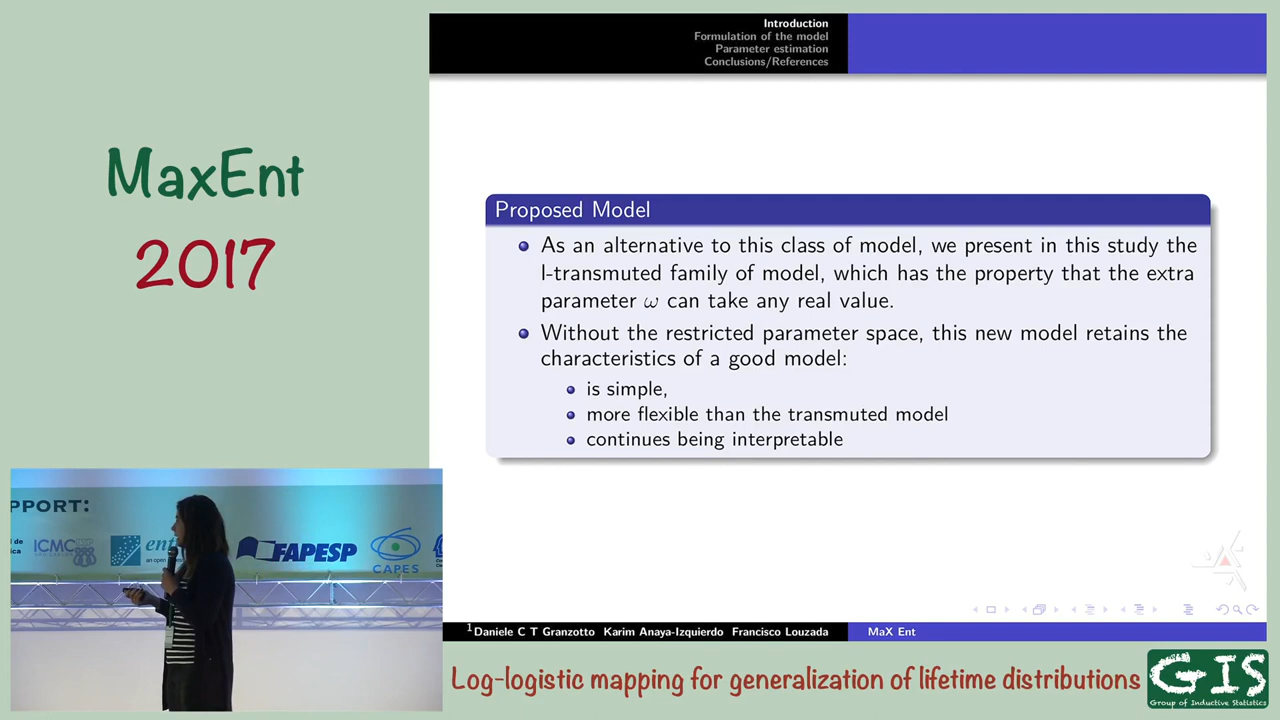 MaxEnt
2017
Introduction
Formulation of the model
Parameter estimation
Conclusions/References
Proposed Model
As an alternative to this class of model, we present in this study the
l-transmuted family of model, which has the property that the extra
parameter ω can take any real value.
Without the restricted parameter space, this new model retains the
characteristics of a good model:
is simple,
more flexible than the transmuted model
continues being interpretable
1Daniele C T Granzotto Karim Anaya-Izquierdo Francisco Louzada
MaX Ent
PPORT:
ICMC
FAPESP
CAPES
an open
Log-logistic mapping for generalization of lifetime distributions
GIS
Group of Inductive Statistics